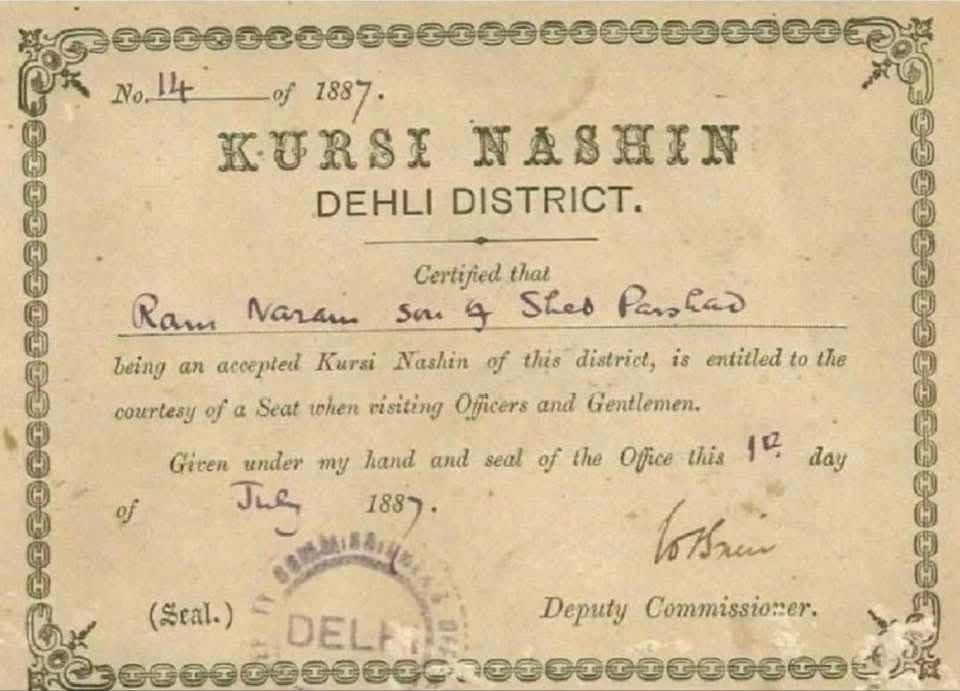 No. 14 of 1887.
KURSI NASHIN
DEHLI DISTRICT.
Certified that
Ram Narain son of Sheo Parshad
being an accepted Kursi Nashin of this district, is entitled to the
courtesy of a Seat when visiting Officers and Gentlemen.
Given under my hand and seal of the Office this 1st day
of July 1887.
(Seal.)
DELHI
Deputy Commissioner.